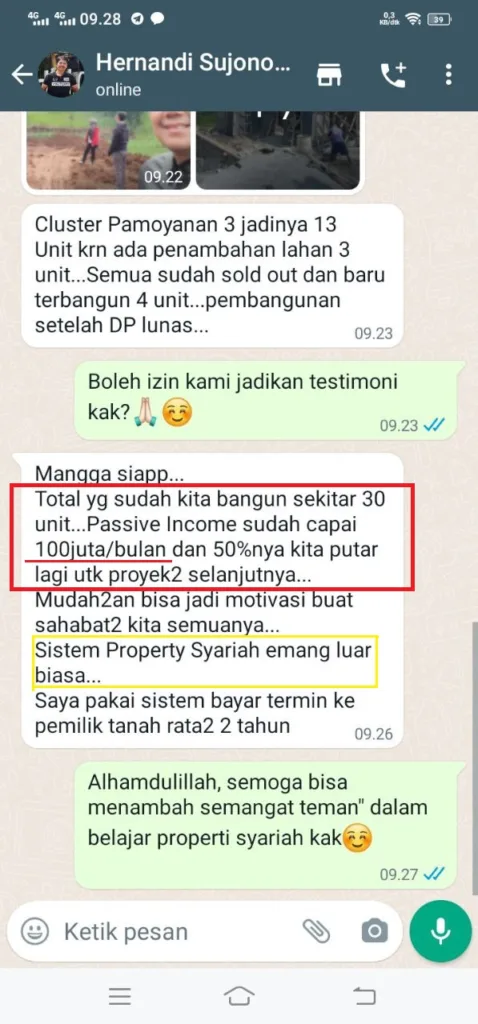 4G 4G 09.28 0,3 KB/dtk 39
Hernandi Sujono...
online
09.22
Cluster Pamoyanan 3 jadinya 13
Unit krn ada penambahan lahan 3
unit...Semua sudah sold out dan baru
terbangun 4 unit...pembangunan
setelah DP lunas...
09.23
Boleh izin kami jadikan testimoni
kak?🙏🏻☺️
09.23
Mangga siapp...
Total yg sudah kita bangun sekitar 30
unit...Passive Income sudah capai
100juta/bulan dan 50%nya kita putar
lagi utk proyek2 selanjutnya...
Mudah2an bisa jadi motivasi buat
sahabat2 kita semuanya...
Sistem Property Syariah emang luar
biasa...
Saya pakai sistem bayar termin ke
pemilik tanah rata2 2 tahun
09.26
Alhamdulillah, semoga bisa
menambah semangat teman" dalam
belajar properti syariah kak☺️
09.27
Ketik pesan